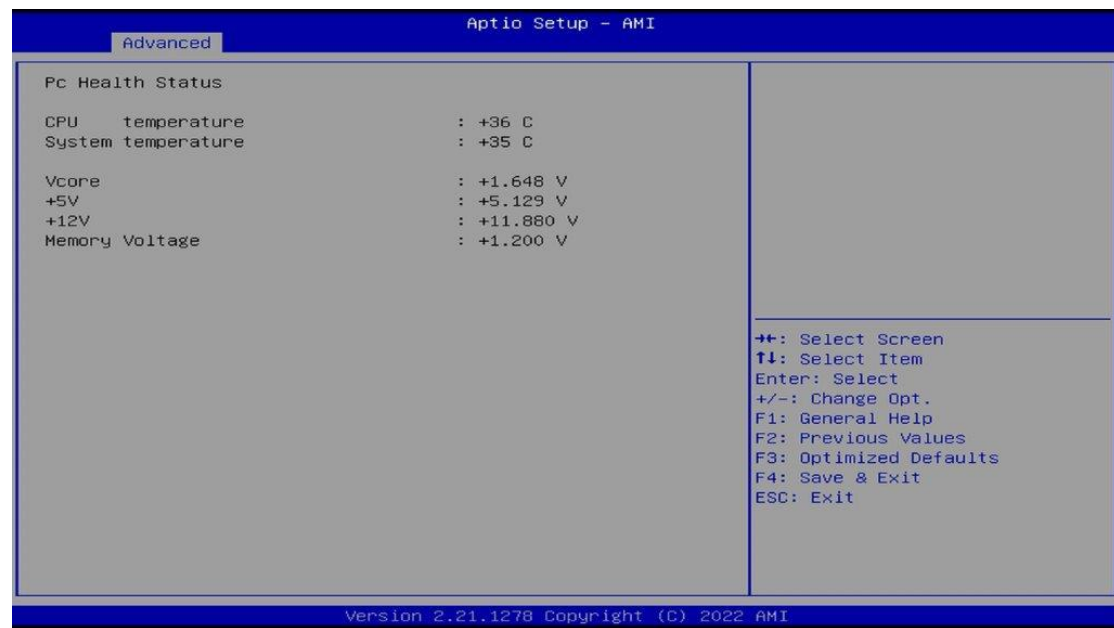 Aptio Setup – AMI
Advanced
Pc Health Status
CPU temperature : +36 C
System temperature : +35 C
Vcore : +1.648 V
+5V : +5.129 V
+12V : +11.880 V
Memory Voltage : +1.200 V
→←: Select Screen
↑↓: Select Item
Enter: Select
+/-: Change Opt.
F1: General Help
F2: Previous Values
F3: Optimized Defaults
F4: Save & Exit
ESC: Exit
Version 2.21.1278 Copyright (C) 2022 AMI